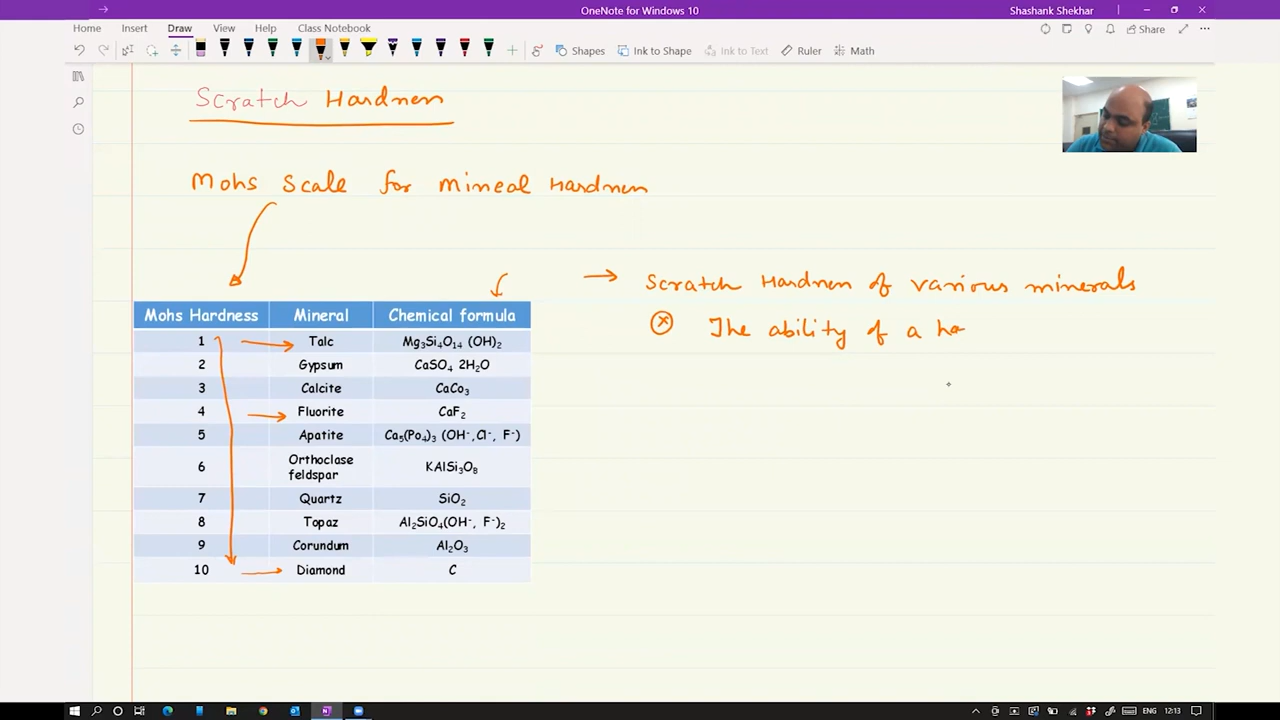 OneNote for Windows 10
Shashank Shekhar
Home Insert Draw View Help Class Notebook
Share
Shapes Ink to Shape Ink to Text Ruler Math
Scratch Hardness
Mohs Scale for Mineal Hardness
→ Scratch Hardness of various minerals
The ability of a ha
Mohs Hardness Mineral Chemical formula
1 Talc Mg₃Si₄O₁₄ (OH)₂
2 Gypsum CaSO₄ 2H₂O
3 Calcite CaCo₃
4 Fluorite CaF₂
5 Apatite Ca₅(Po₄)₃ (OH⁻,Cl⁻, F⁻)
6 Orthoclase feldspar KAlSi₃O₈
7 Quartz SiO₂
8 Topaz Al₂SiO₄(OH⁻, F⁻)₂
9 Corundum Al₂O₃
10 Diamond C
ENG 12:13